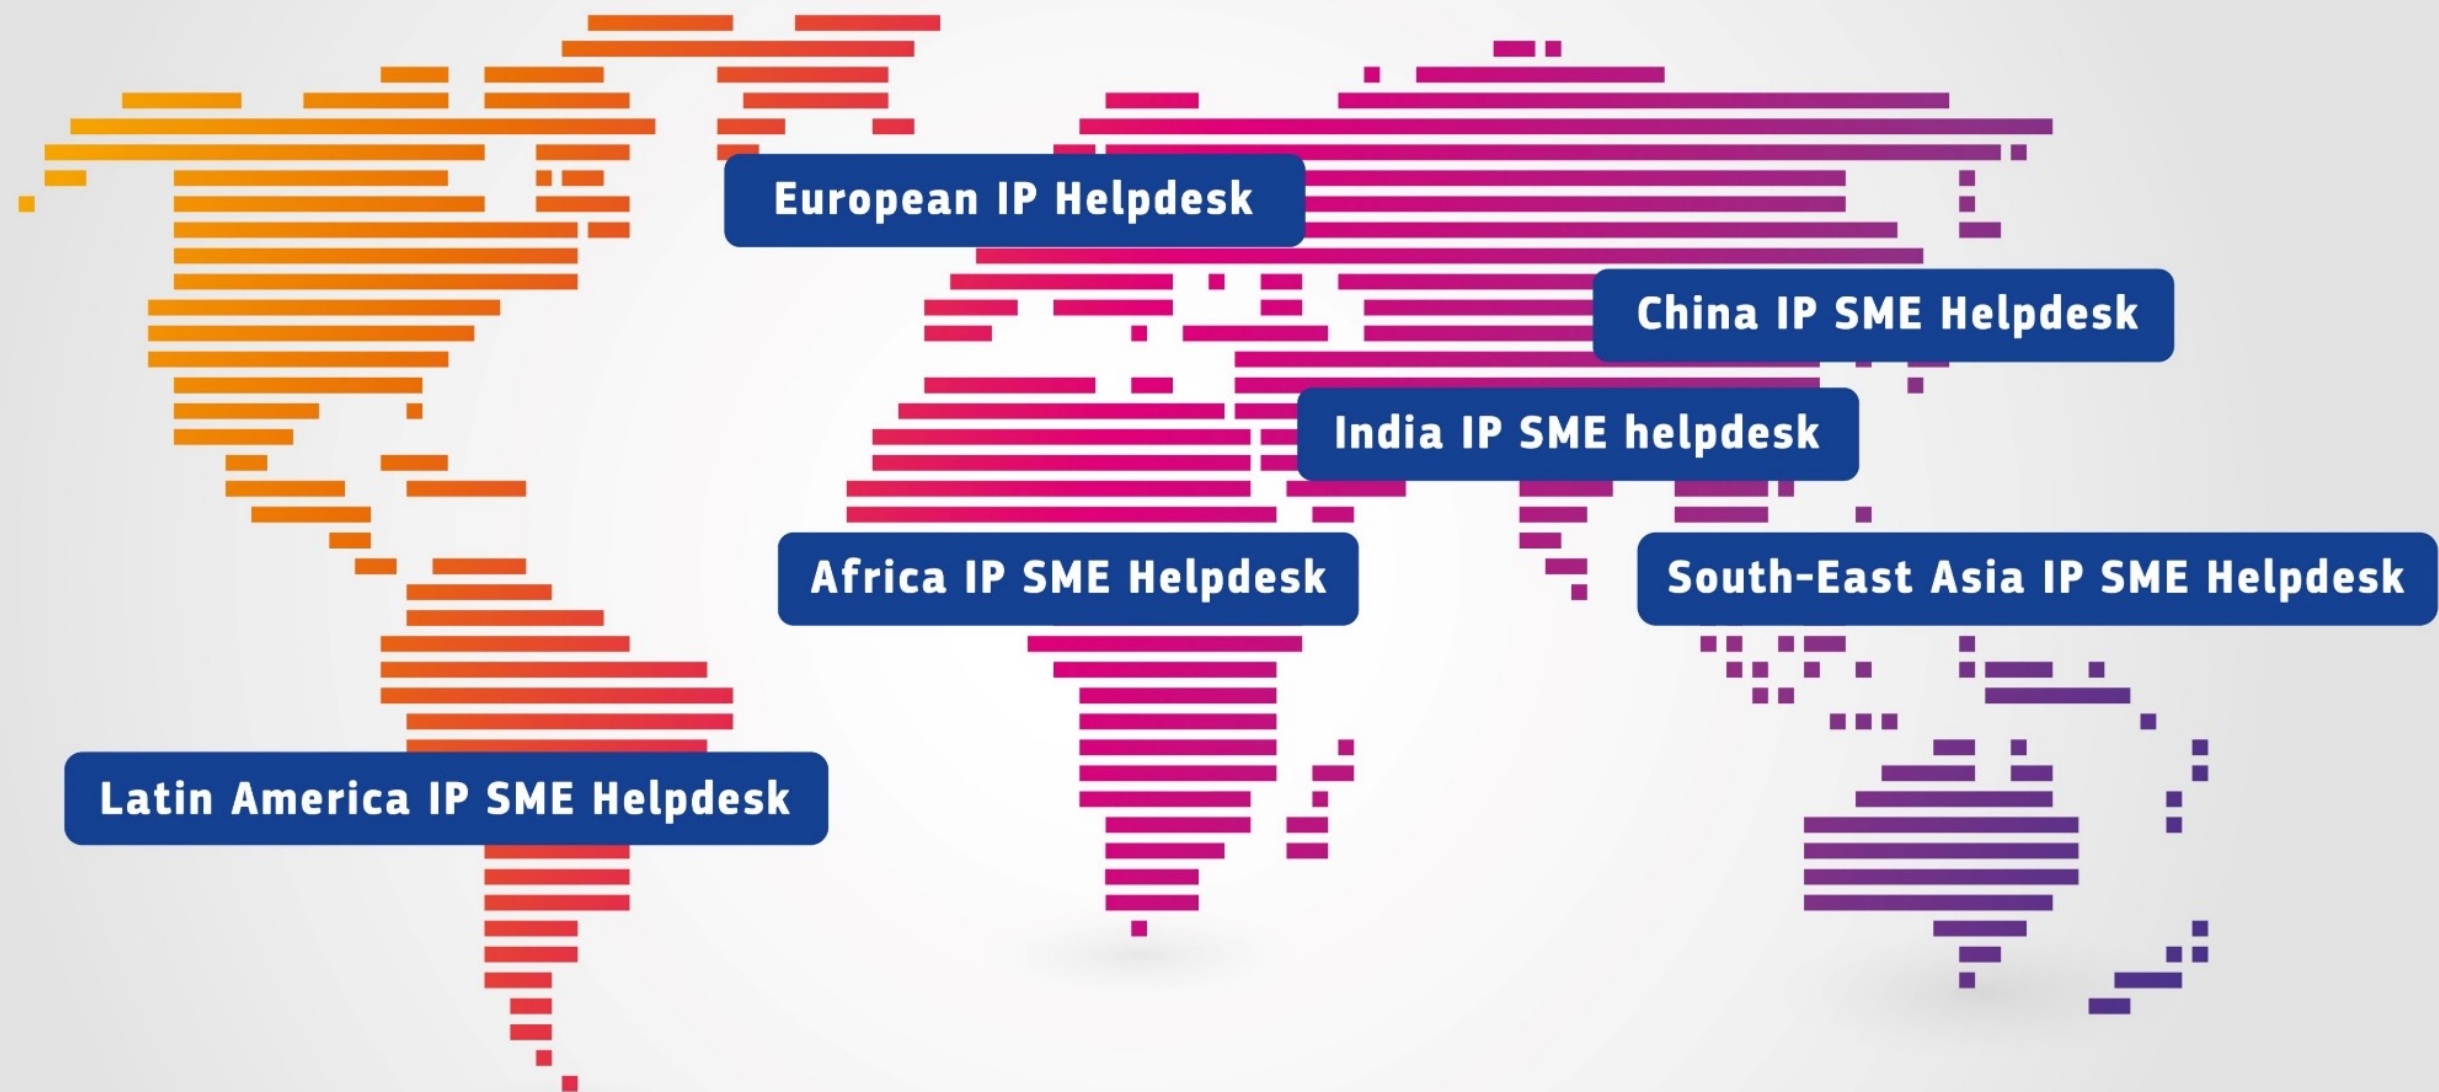 European IP Helpdesk
China IP SME Helpdesk
India IP SME helpdesk
Africa IP SME Helpdesk
South-East Asia IP SME Helpdesk
Latin America IP SME Helpdesk